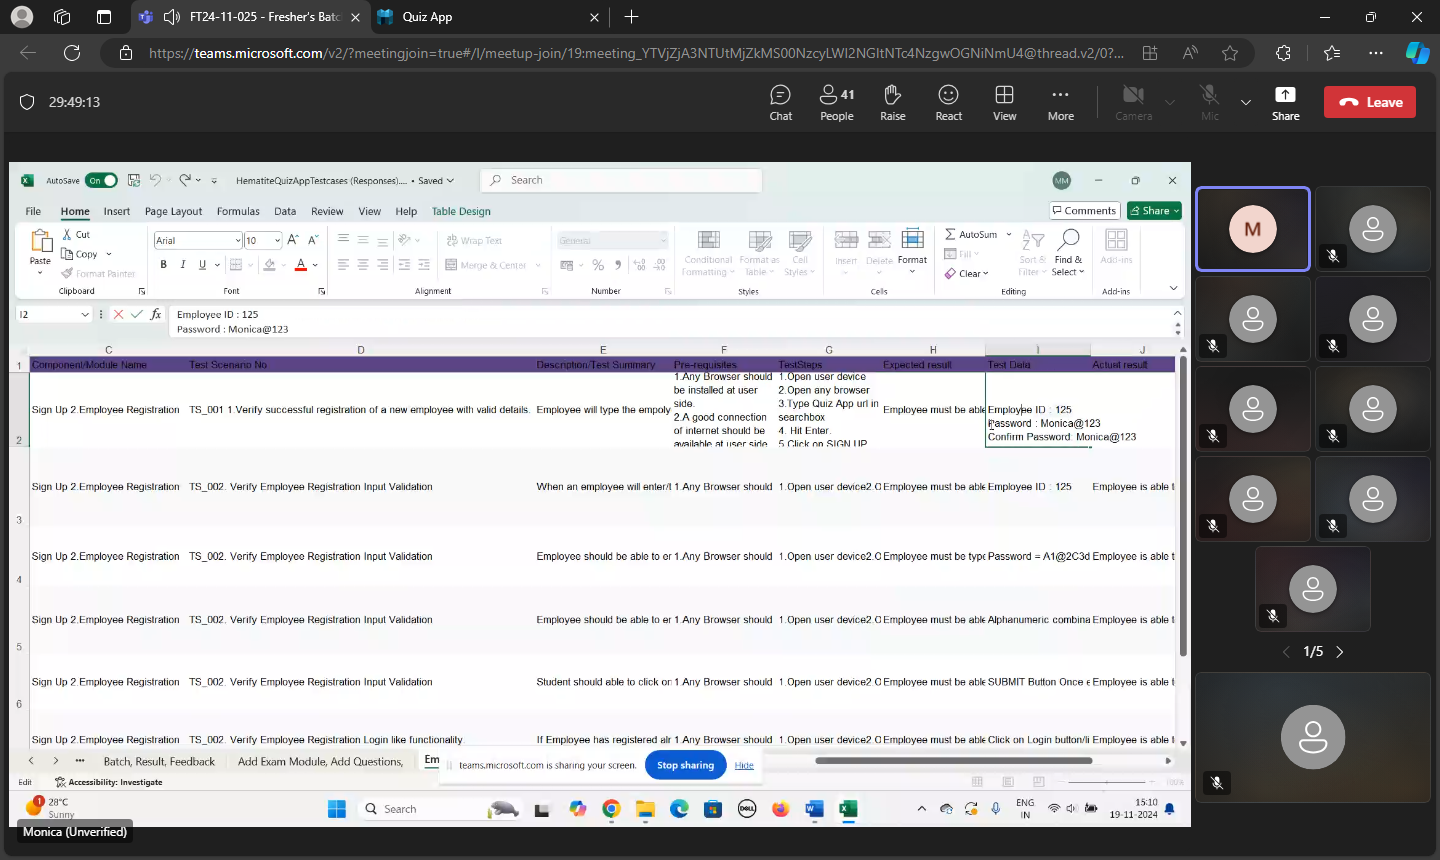 FT24-11-025 - Fresher's Batc
Quiz App
https://teams.microsoft.com/v2/?meetingjoin=true#/l/meetup-join/19:meeting_YTVjZjA3NTUtMjZkMS00NzcyLWI2NGItNTc4NzgwOGNiNmU4@thread.v2/0?...
29:49:13
Chat
41
People
Raise
React
View
More
Camera
Mic
Share
Leave
AutoSave
On
HematiteQuizAppTestcases (Responses).... • Saved
Search
MM
File
Home
Insert
Page Layout
Formulas
Data
Review
View
Help
Table Design
Comments
Share
Paste
Cut
Copy
Format Painter
Clipboard
Arial
10
B I U
Font
Wrap Text
Merge & Center
Alignment
General
Number
Conditional Formatting
Format as Table
Cell Styles
Styles
Insert
Delete
Format
Cells
AutoSum
Fill
Clear
Sort & Filter
Find & Select
Editing
Add-ins
Add-ins
I2
fx
Employee ID : 125
Password : Monica@123
C D E F G H I J
1 Component/Module Name Test Scenario No Description/Test Summary Pre-requisites TestSteps Expected result Test Data Actual result
2 Sign Up 2.Employee Registration TS_001 1.Verify successful registration of a new employee with valid details. Employee will type the empoly
1.Any Browser should
be installed at user
side.
2.A good connection
of internet should be
available at user side
1.Open user device
2.Open any browser
3.Type Quiz App url in
searchbox
4. Hit Enter.
5.Click on SIGN UP
Employee must be able
Employee ID : 125
Password : Monica@123
Confirm Password: Monica@123
3 Sign Up 2.Employee Registration TS_002. Verify Employee Registration Input Validation When an employee will enter/t 1.Any Browser should 1.Open user device2.O Employee must be able Employee ID : 125 Employee is able t
4 Sign Up 2.Employee Registration TS_002. Verify Employee Registration Input Validation Employee should be able to er 1.Any Browser should 1.Open user device2.O Employee must be type Password = A1@2C3d Employee is able t
5 Sign Up 2.Employee Registration TS_002. Verify Employee Registration Input Validation Employee should be able to er 1.Any Browser should 1.Open user device2.O Employee must be able Alphanumeric combina Employee is able t
6 Sign Up 2.Employee Registration TS_002. Verify Employee Registration Input Validation Student should able to click on 1.Any Browser should 1.Open user device2.O Employee must be able SUBMIT Button Once e Employee is able t
Sign Up 2.Employee Registration TS_002. Verify Employee Registration Login like functionality. If Employee has registered alr 1.Any Browser should 1.Open user device2.O Employee must be able Click on Login button/li Employee is able t
Batch, Result, Feedback
Add Exam Module, Add Questions,
Em
teams.microsoft.com is sharing your screen.
Stop sharing
Hide
Edit
Accessibility: Investigate
100%
1
28°C
Sunny
Search
DELL
ENG
IN
15:10
19-11-2024
Monica (Unverified)
M
1/5